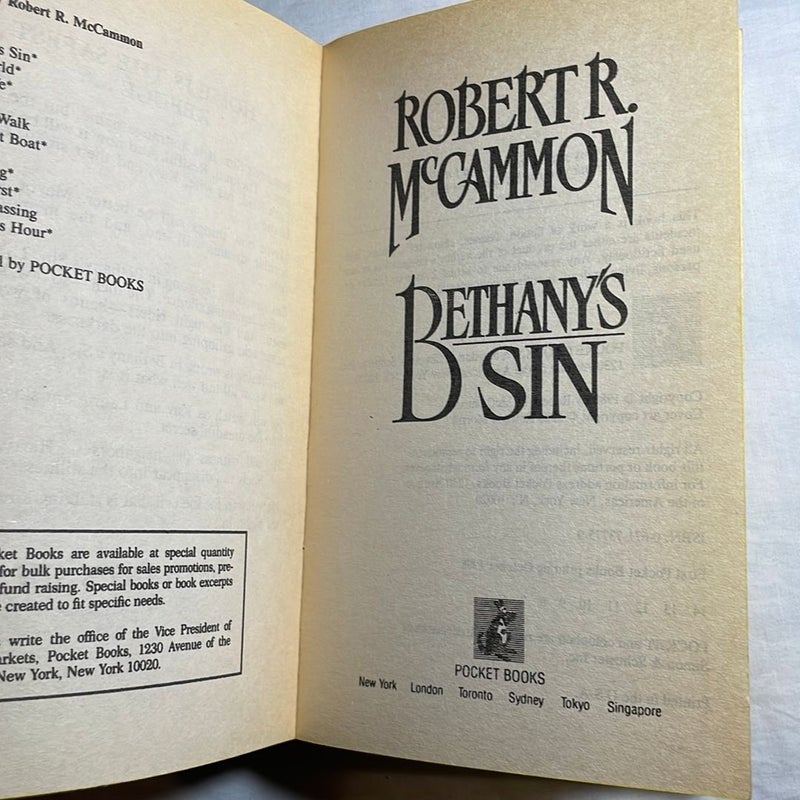 Robert R. McCammon
s Sin*
rld*
e*
Walk
t Boat*
g*
rst*
assing
s Hour*
l by POCKET BOOKS
ket Books are available at special quantity
for bulk purchases for sales promotions, pre-
fund raising. Special books or book excerpts
e created to fit specific needs.
write the office of the Vice President of
arkets, Pocket Books, 1230 Avenue of the
New York, New York 10020.
ROBERT R.
McCAMMON
BETHANY'S
SIN
POCKET BOOKS
New York London Toronto Sydney Tokyo Singapore